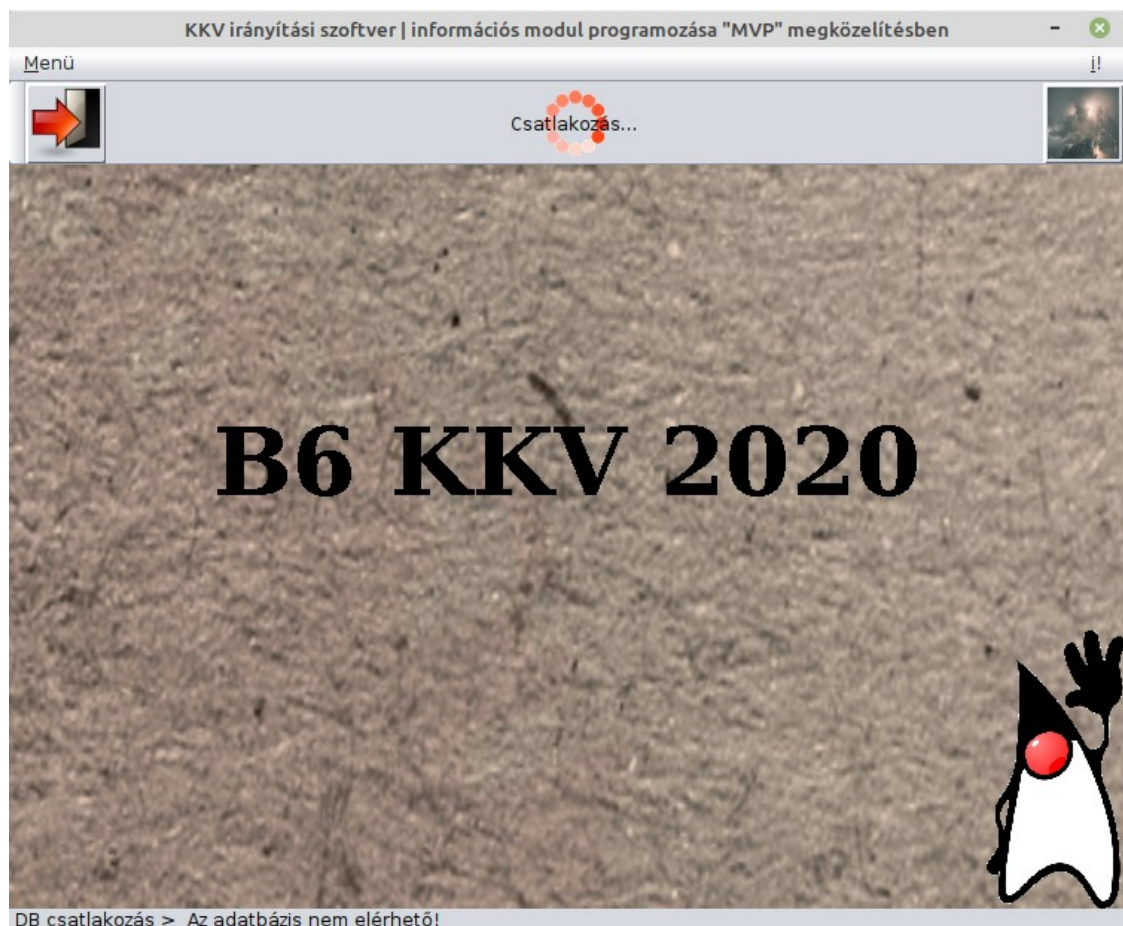 KKV irányítási szoftver | információs modul programozása "MVP" megközelítésben
Menü
i!
Csatlakozás...
B6 KKV 2020
DB csatlakozás > Az adatbázis nem elérhető!